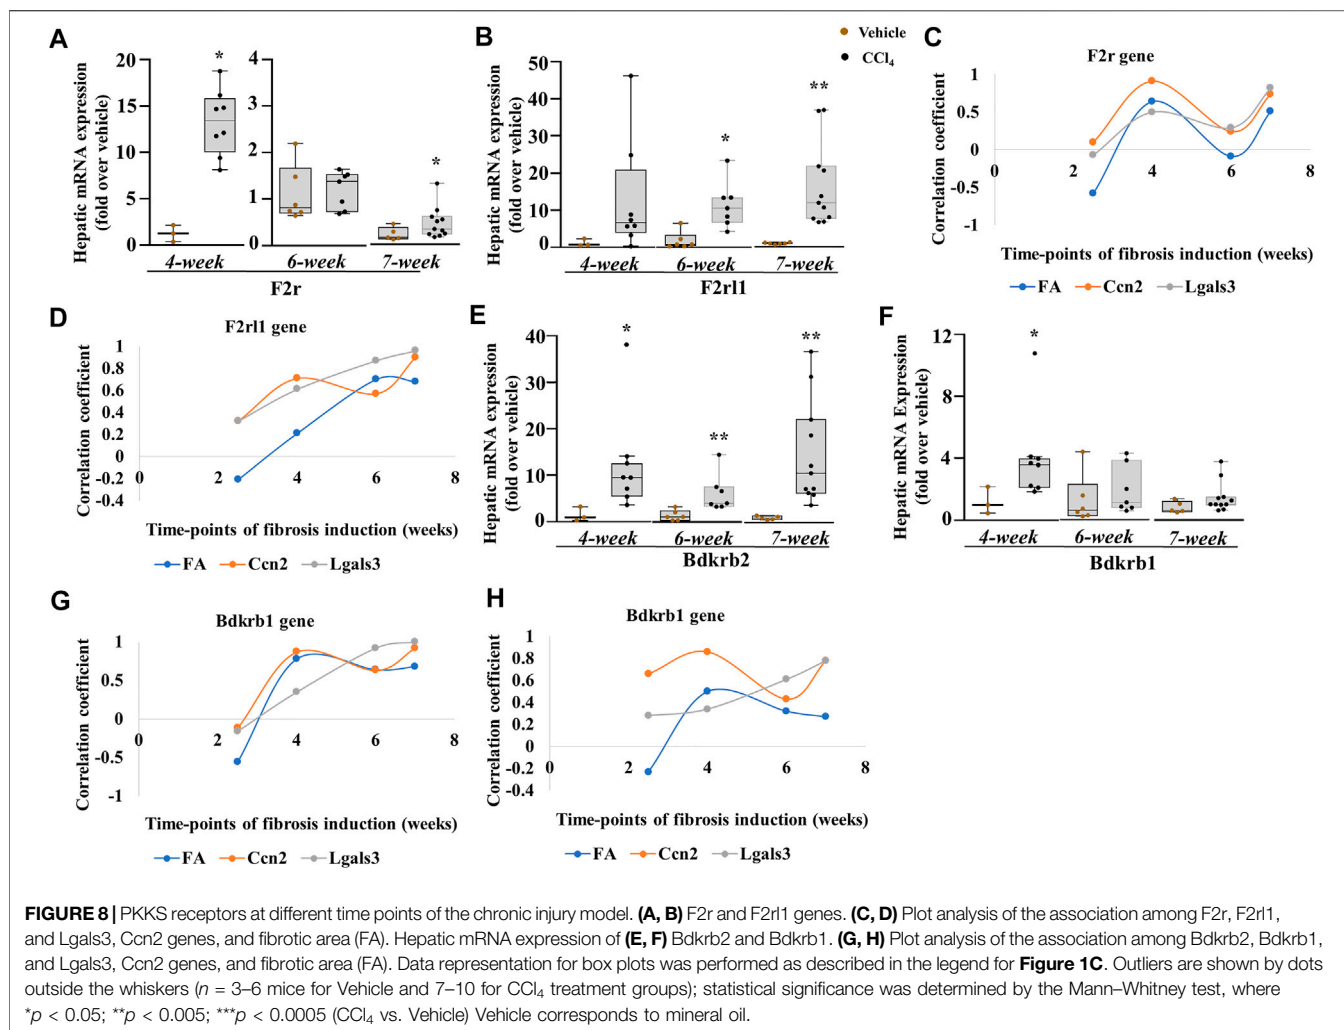 A
Hepatic mRNA expression
(fold over vehicle)
20
15
10
5
0
*
4
3
2
1
0
*
4-week
6-week
7-week
F2r
B
Hepatic mRNA expression
(fold over vehicle)
50
40
30
20
10
0
*
**
4-week
6-week
7-week
F2rl1
Vehicle
CCl4
C
F2r gene
Correlation coefficient
1
0.5
0
-0.5
-1
0
2
4
6
8
Time-points of fibrosis induction (weeks)
FA
Ccn2
Lgals3
D
F2rl1 gene
Correlation coefficient
1
0.8
0.6
0.4
0.2
0
-0.2
-0.4
0
2
4
6
8
Time-points of fibrosis induction (weeks)
FA
Ccn2
Lgals3
E
Hepatic mRNA expression
(fold over vehicle)
40
30
20
10
0
*
**
**
4-week
6-week
7-week
Bdkrb2
F
Hepatic mRNA Expression
(fold over vehicle)
12
8
4
0
*
4-week
6-week
7-week
Bdkrb1
G
Bdkrb1 gene
Correlation coefficient
1
0.5
0
-0.5
-1
0
2
4
6
8
Time-points of fibrosis induction (weeks)
FA
Ccn2
Lgals3
H
Bdkrb1 gene
Correlation coefficient
1
0.8
0.6
0.4
0.2
0
-0.2
-0.4
0
2
4
6
8
Time-points of fibrosis induction (weeks)
FA
Ccn2
Lgals3
FIGURE 8 | PKKS receptors at different time points of the chronic injury model. (A, B) F2r and F2rl1 genes. (C, D) Plot analysis of the association among F2r, F2rl1,
and Lgals3, Ccn2 genes, and fibrotic area (FA). Hepatic mRNA expression of (E, F) Bdkrb2 and Bdkrb1. (G, H) Plot analysis of the association among Bdkrb2, Bdkrb1,
and Lgals3, Ccn2 genes, and fibrotic area (FA). Data representation for box plots was performed as described in the legend for Figure 1C. Outliers are shown by dots
outside the whiskers (n = 3–6 mice for Vehicle and 7–10 for CCl4 treatment groups); statistical significance was determined by the Mann–Whitney test, where
*p < 0.05; **p < 0.005; ***p < 0.0005 (CCl4 vs. Vehicle) Vehicle corresponds to mineral oil.